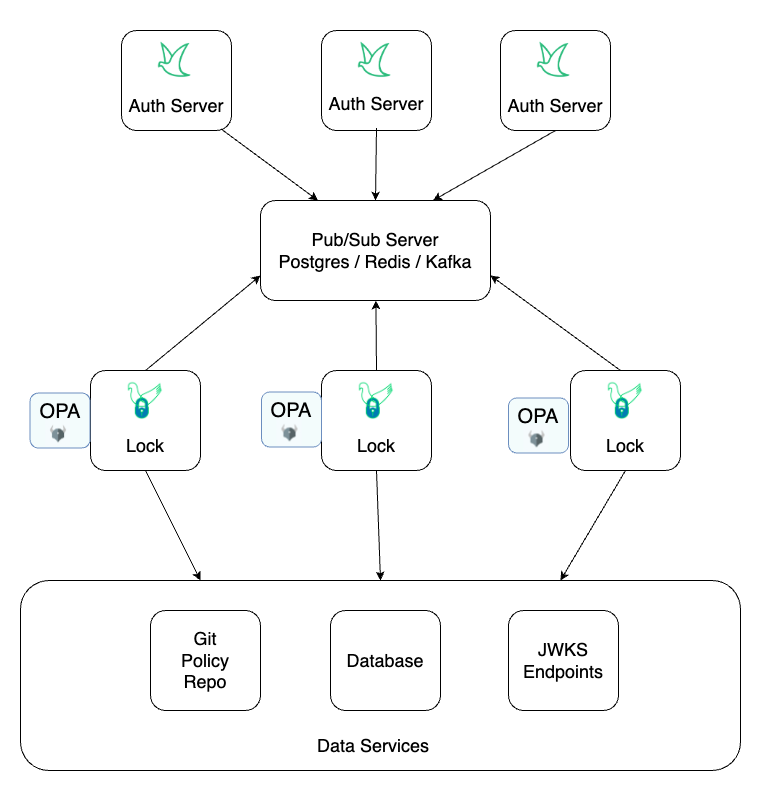 Auth Server
Auth Server
Auth Server
Pub/Sub Server
Postgres / Redis / Kafka
OPA
Lock
OPA
Lock
OPA
Lock
Git
Policy
Repo
Database
JWKS
Endpoints
Data Services